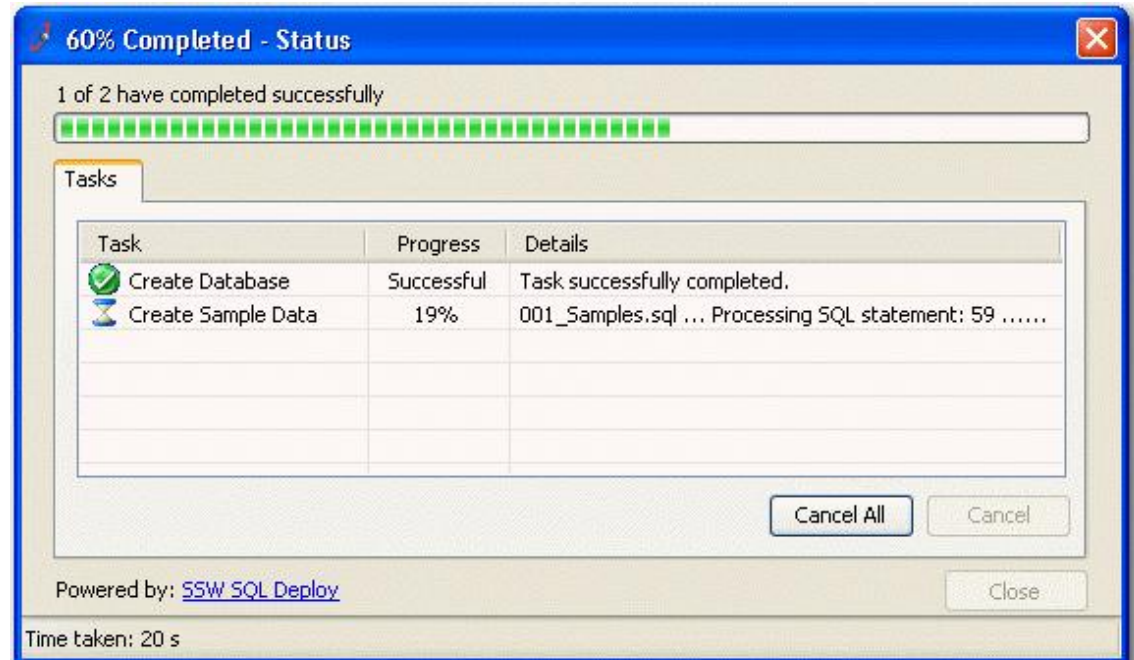 60% Completed - Status
1 of 2 have completed successfully
Tasks
Task Progress Details
Create Database Successful Task successfully completed.
Create Sample Data 19% 001_Samples.sql ... Processing SQL statement: 59 ......
Cancel All Cancel
Powered by: SSW SQL Deploy Close
Time taken: 20 s